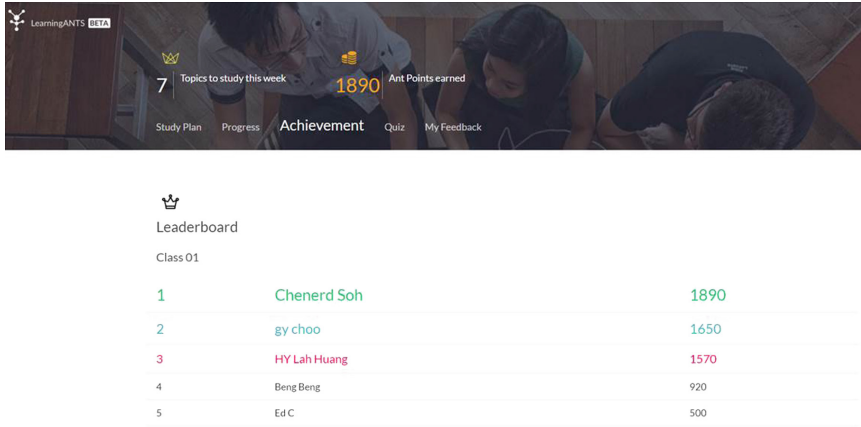 LearningANTS BETA
7 Topics to study this week
1890 Ant Points earned
Study Plan Progress Achievement Quiz My Feedback
Leaderboard
Class 01
1 Chenerd Soh 1890
2 gy choo 1650
3 HY Lah Huang 1570
4 Beng Beng 920
5 Ed C 500